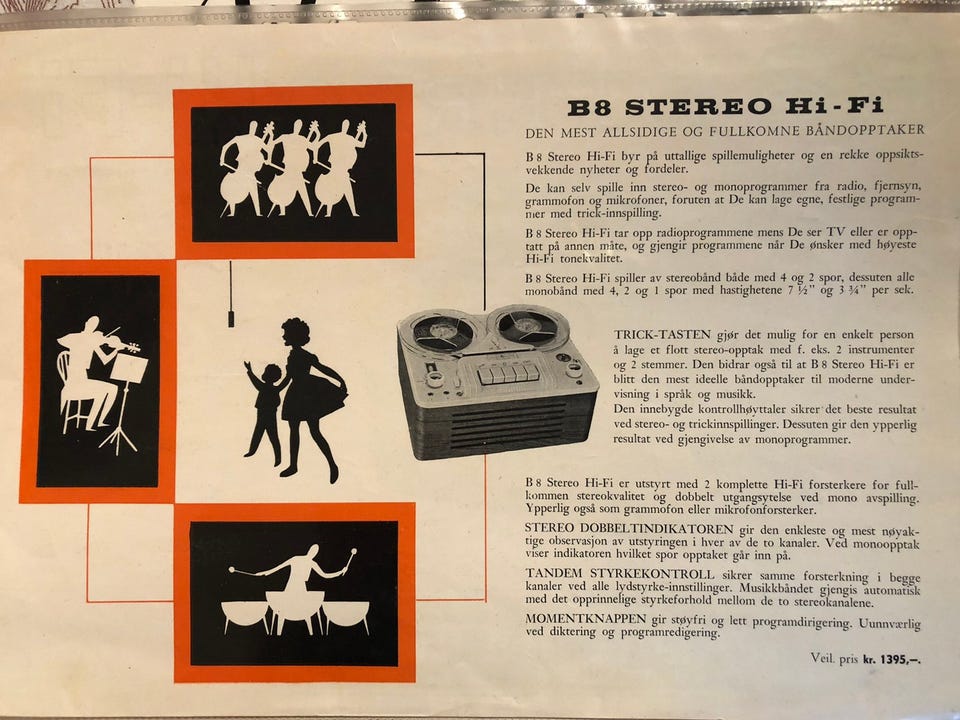 B8 STEREO Hi-Fi
DEN MEST ALLSIDIGE OG FULLKOMNE BÅNDOPPTAKER
B 8 Stereo Hi-Fi byr på uttallige spillemuligheter og en rekke oppsikts-
vekkende nyheter og fordeler.
De kan selv spille inn stereo- og monoprogrammer fra radio, fjernsyn,
grammofon og mikrofoner, foruten at De kan lage egne, festlige program-
mer med trick-innspilling.
B 8 Stereo Hi-Fi tar opp radioprogrammene mens De ser TV eller er opp-
tatt på annen måte, og gjengir programmene når De ønsker med høyeste
Hi-Fi tonekvalitet.
B 8 Stereo Hi-Fi spiller av stereobånd både med 4 og 2 spor, dessuten alle
monobånd med 4, 2 og 1 spor med hastighetene 7 ½" og 3 ¾" per sek.
TRICK-TASTEN gjør det mulig for en enkelt person
å lage et flott stereo-opptak med f. eks. 2 instrumenter
og 2 stemmer. Den bidrar også til at B 8 Stereo Hi-Fi er
blitt den mest ideelle båndopptaker til moderne under-
visning i språk og musikk.
Den innebygde kontrollhøyttaler sikrer det beste resultat
ved stereo- og trickinnspillinger. Dessuten gir den ypperlig
resultat ved gjengivelse av monoprogrammer.
B 8 Stereo Hi-Fi er utstyrt med 2 komplette Hi-Fi forsterkere for full-
kommen stereokvalitet og dobbelt utgangsytelse ved mono avspilling.
Ypperlig også som grammofon eller mikrofonforsterker.
STEREO DOBBELTINDIKATOREN gir den enkleste og mest nøyak-
tige observasjon av utstyringen i hver av de to kanaler. Ved monoopptak
viser indikatoren hvilket spor opptaket går inn på.
TANDEM STYRKEKONTROLL sikrer samme forsterkning i begge
kanaler ved alle lydstyrke-innstillinger. Musikkbåndet gjengis automatisk
med det opprinnelige styrkeforhold mellom de to stereokanalene.
MOMENTKNAPPEN gir støyfri og lett programdirigering. Uunnværlig
ved diktering og programredigering.
Veil. pris kr. 1395,–.